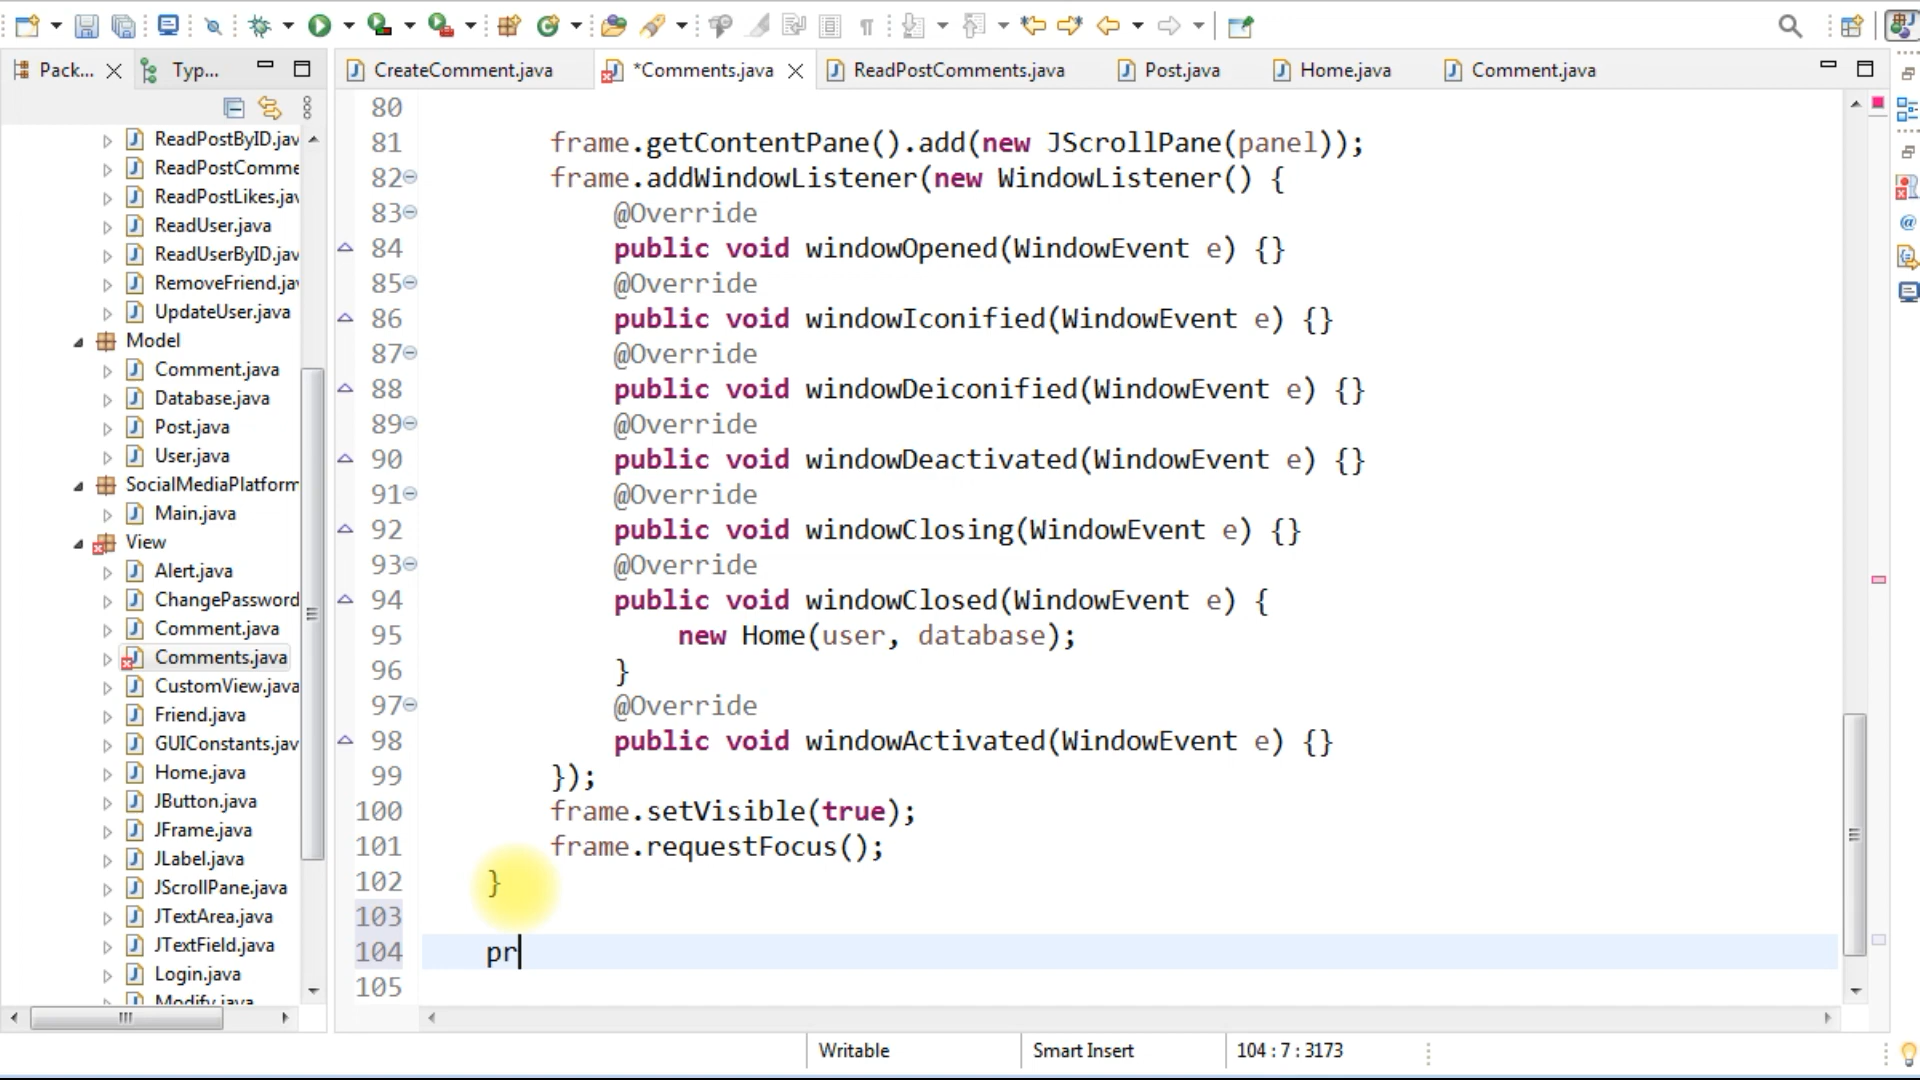 Pack...
Typ...
CreateComment.java
*Comments.java
ReadPostComments.java
Post.java
Home.java
Comment.java
ReadPostByID.jav
ReadPostComme
ReadPostLikes.jav
ReadUser.java
ReadUserByID.jav
RemoveFriend.jav
UpdateUser.java
Model
Comment.java
Database.java
Post.java
User.java
SocialMediaPlatform
Main.java
View
Alert.java
ChangePassword
Comment.java
Comments.java
CustomView.java
Friend.java
GUIConstants.jav
Home.java
JButton.java
JFrame.java
JLabel.java
JScrollPane.java
JTextArea.java
JTextField.java
Login.java
Modify.java
80
81 frame.getContentPane().add(new JScrollPane(panel));
82 frame.addWindowListener(new WindowListener() {
83 @Override
84 public void windowOpened(WindowEvent e) {}
85 @Override
86 public void windowIconified(WindowEvent e) {}
87 @Override
88 public void windowDeiconified(WindowEvent e) {}
89 @Override
90 public void windowDeactivated(WindowEvent e) {}
91 @Override
92 public void windowClosing(WindowEvent e) {}
93 @Override
94 public void windowClosed(WindowEvent e) {
95 new Home(user, database);
96 }
97 @Override
98 public void windowActivated(WindowEvent e) {}
99 });
100 frame.setVisible(true);
101 frame.requestFocus();
102 }
103
104 pr
105
Writable
Smart Insert
104 : 7 : 3173